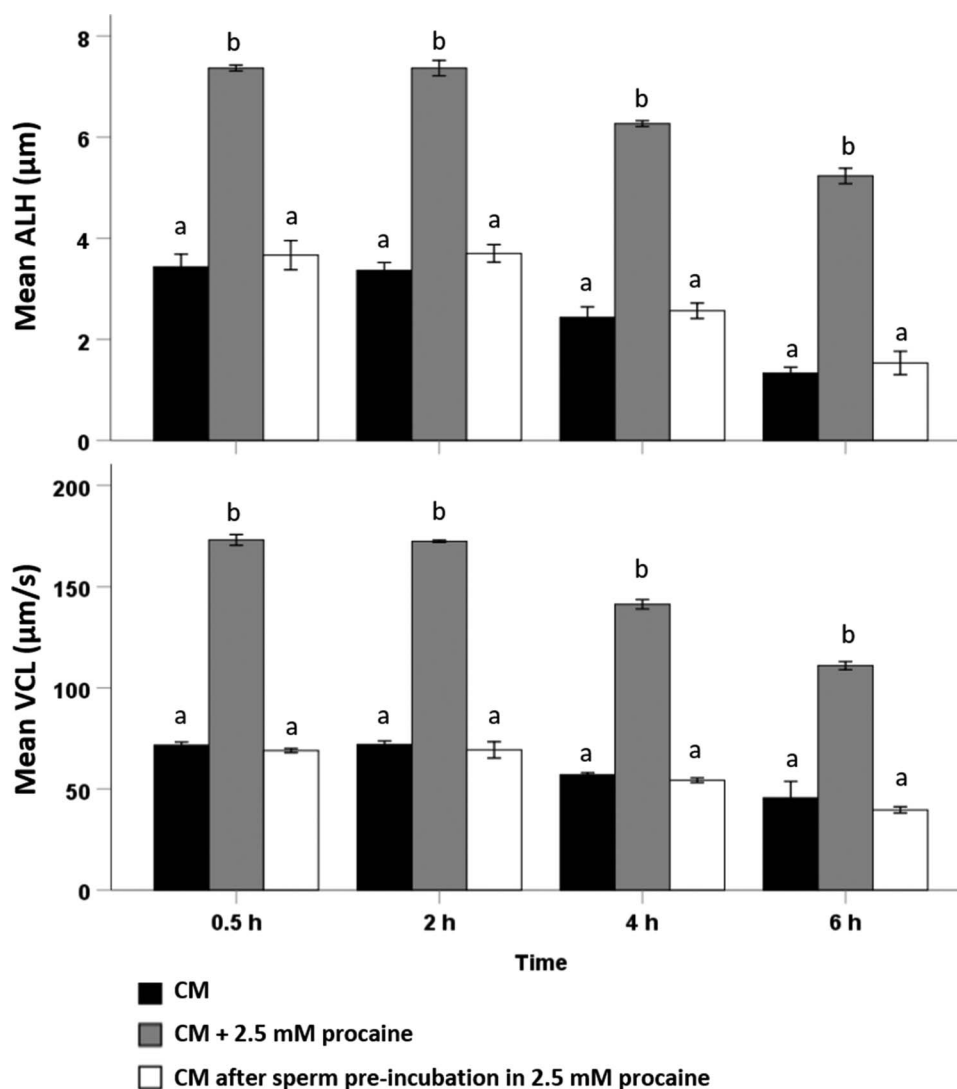 Mean ALH (µm)
8
6
4
2
0
b
b
b
b
a
a
a
a
a
a
a
a
Mean VCL (µm/s)
200
150
100
50
0
b
b
b
b
a
a
a
a
a
a
a
a
0.5 h
2 h
4 h
6 h
Time
CM
CM + 2.5 mM procaine
CM after sperm pre-incubation in 2.5 mM procaine